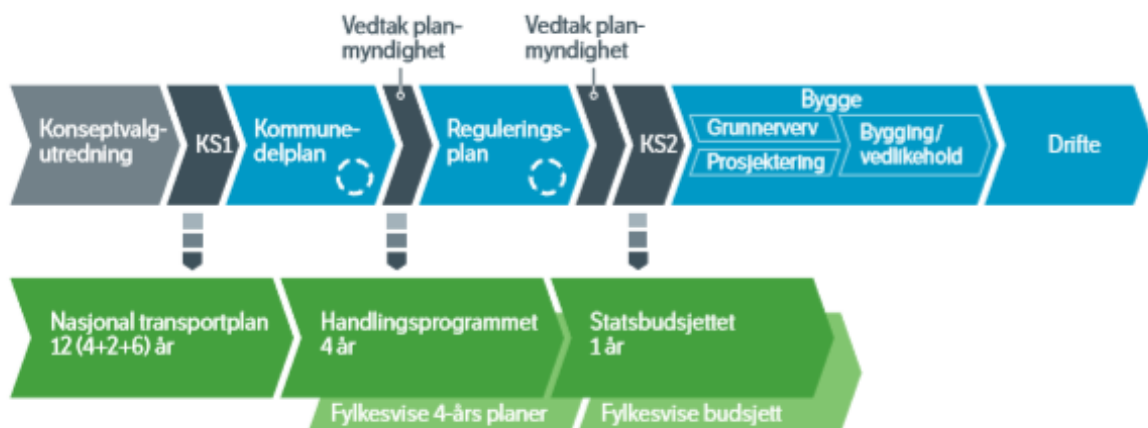 Vedtak plan-
myndighet
Vedtak plan-
myndighet
Konseptvalg-
utredning
KS1
Kommune-
delplan
Regulerings-
plan
KS2
Bygge
Grunnerverv
Prosjektering
Bygging/
vedlikehold
Drifte
Nasjonal transportplan
12 (4+2+6) år
Handlingsprogrammet
4 år
Statsbudsjettet
1 år
Fylkesvise 4-års planer
Fylkesvise budsjett